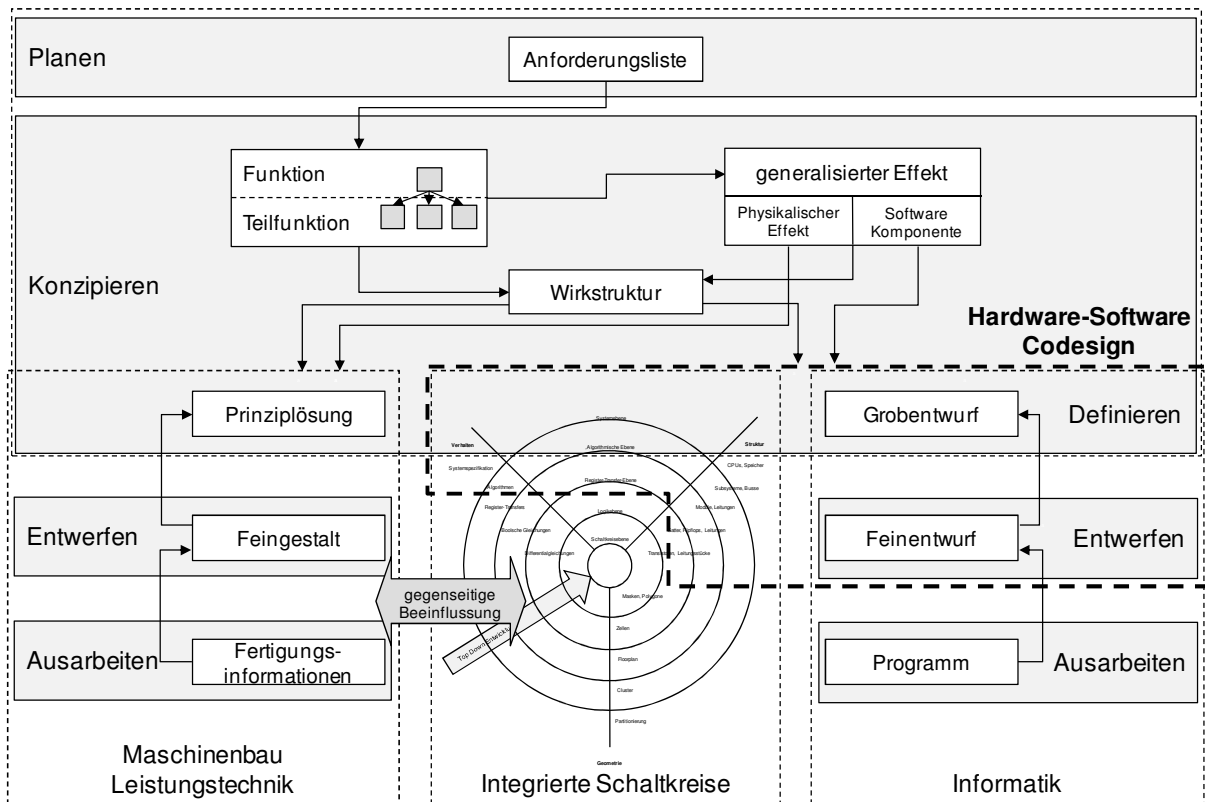 Planen
Anforderungsliste
Funktion
Teilfunktion
generalisierter Effekt
Physikalischer
Effekt
Software
Komponente
Konzipieren
Wirkstruktur
Hardware-Software
Codesign
Prinziplösung
Grobentwurf
Definieren
Systemebene
Verhalten
Algorithmische Ebene
Struktur
Systemspezifikation
CPUs, Speicher
Algorithmen
Register-Transfer-Ebene
Subsysteme, Busse
Register-Transfers
Logikebene
Module, Leitungen
Boolsche Gleichungen
Flipflops, Leitungen
Schaltkreisebene
Differentialgleichungen
Transistoren, Leitungsstücke
Entwerfen
Feingestalt
Feinentwurf
Entwerfen
gegenseitige
Beeinflussung
Masken, Polygone
Zellen
Top Down Entwicklung
Floorplan
Ausarbeiten
Fertigungs-
informationen
Programm
Ausarbeiten
Cluster
Partitionierung
Geometrie
Maschinenbau
Leistungstechnik
Integrierte Schaltkreise
Informatik